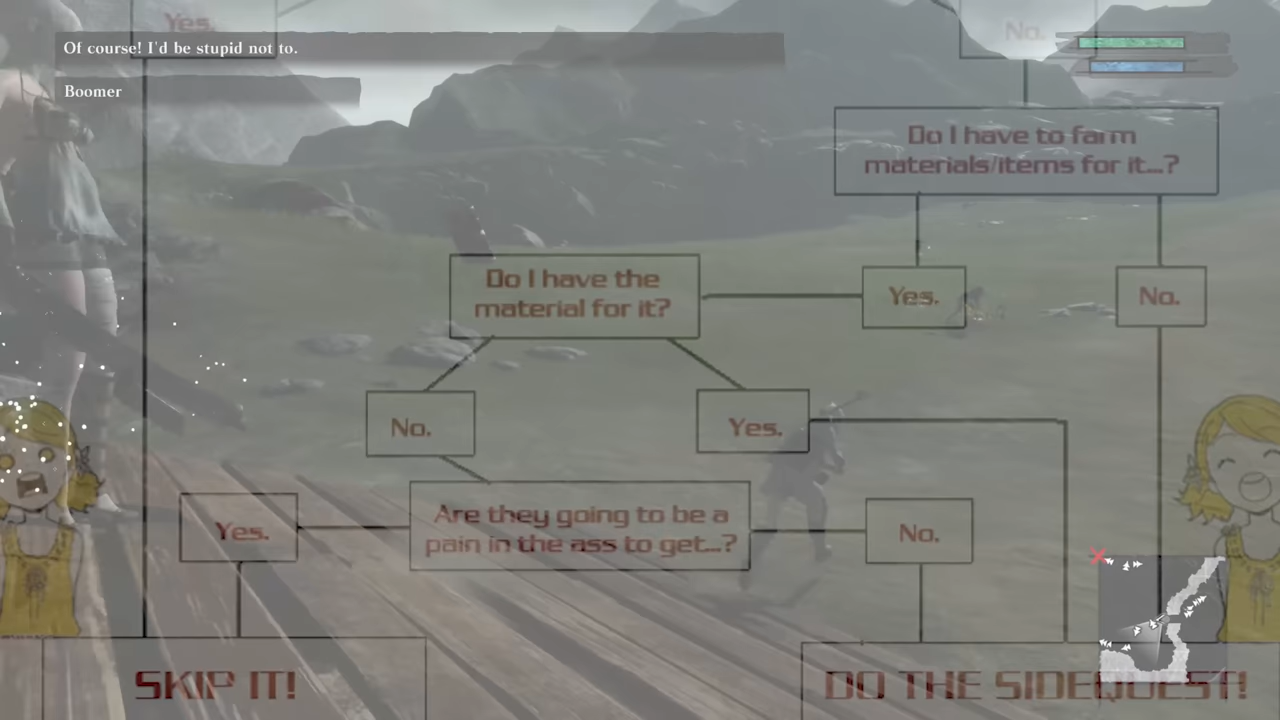 Yes.
No.
Of course! I'd be stupid not to.
Boomer
Do I have to farm
materials/items for it...?
Do I have the
material for it?
Yes.
No.
No.
Yes.
Yes.
Are they going to be a
pain in the ass to get...?
No.
SKIP IT!
DO THE SIDEQUEST!